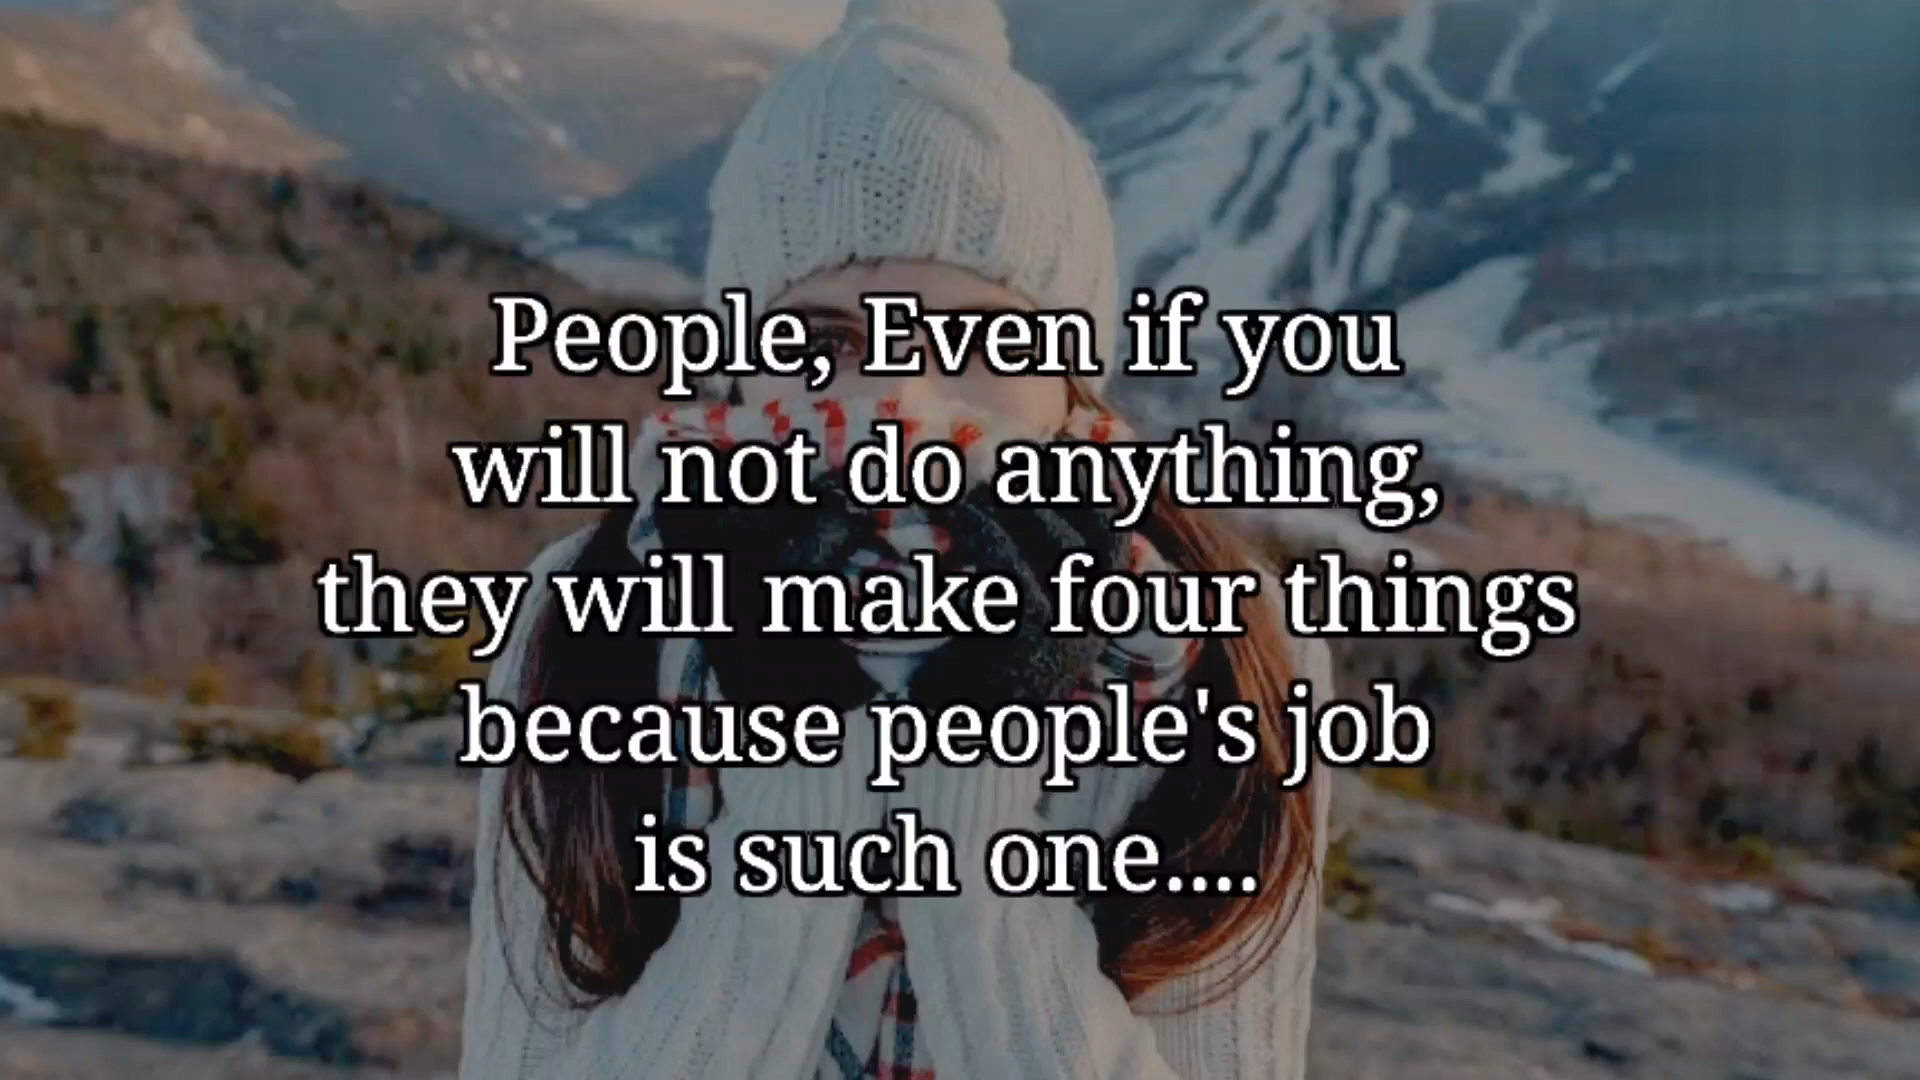 People, Even if you
will not do anything,
they will make four things
because people's job
is such one....